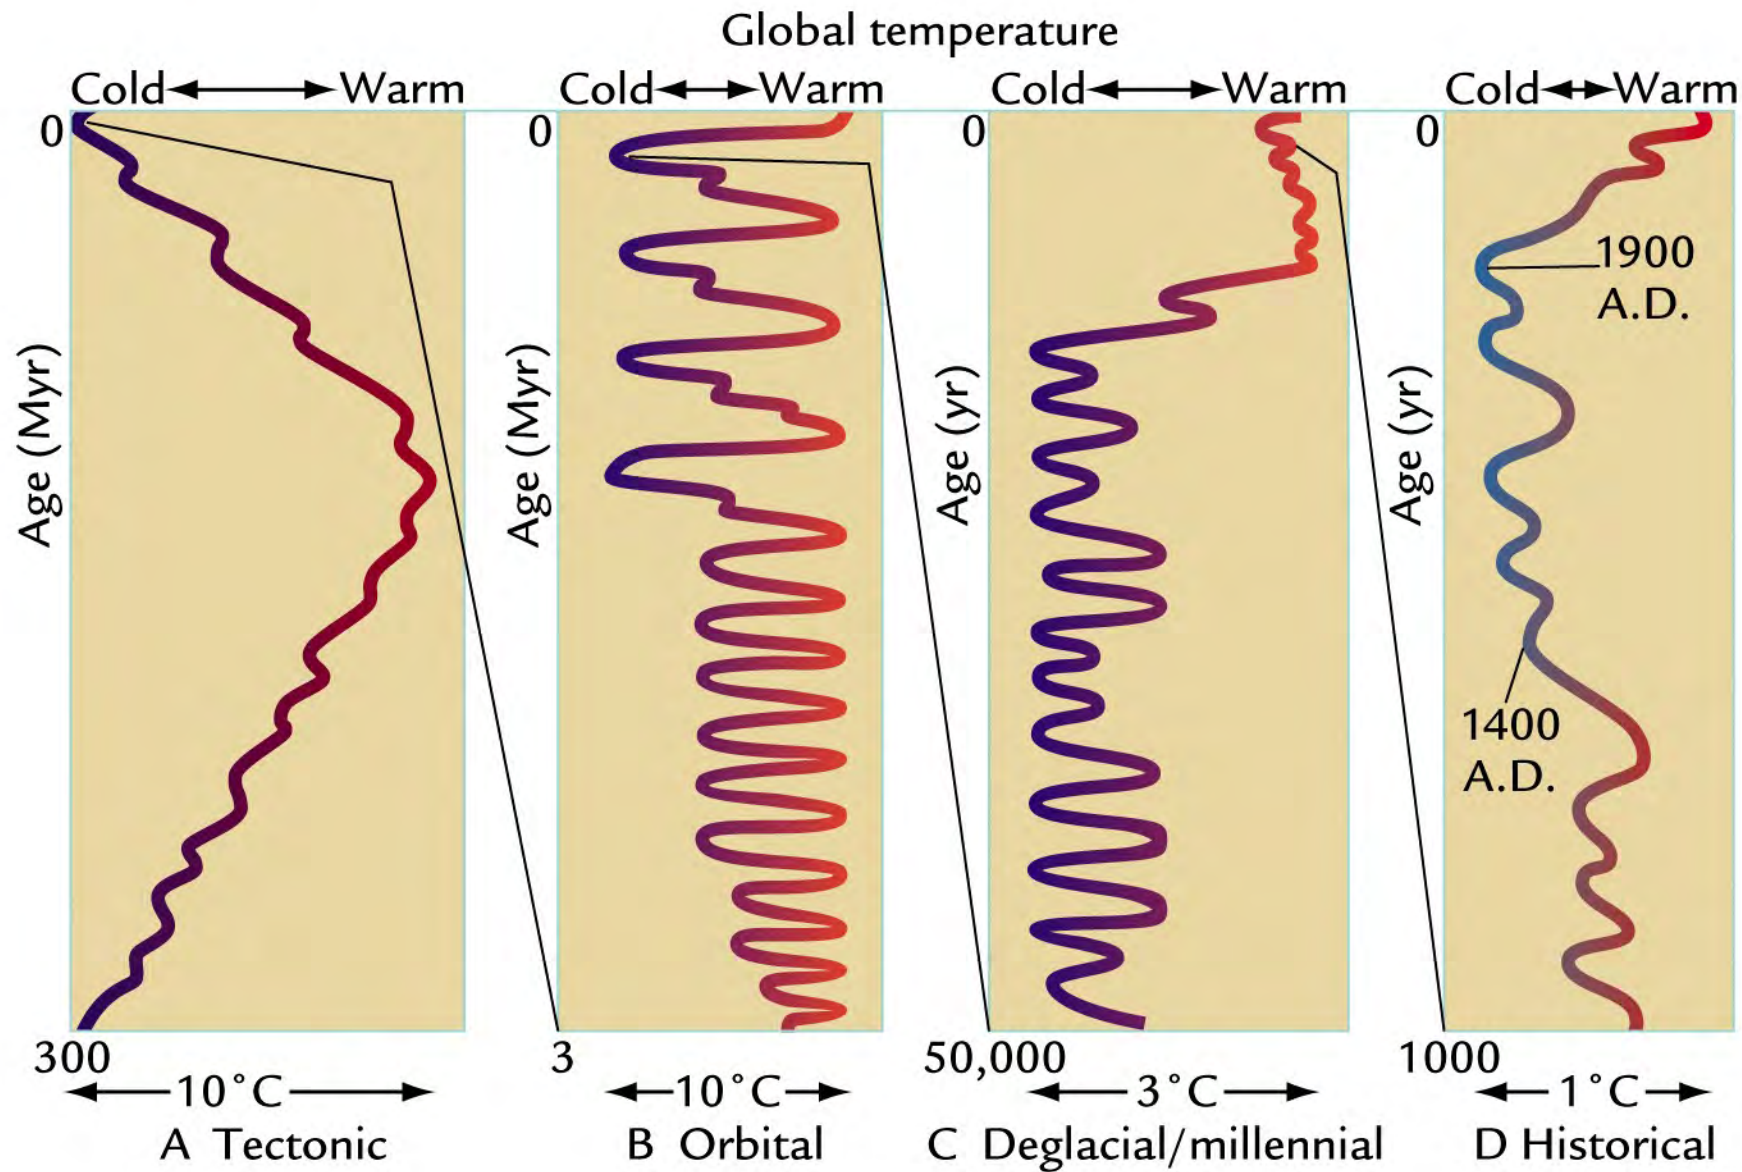 Global temperature
Cold Warm Cold Warm Cold Warm Cold Warm
0 0 0 0
Age (Myr) Age (Myr) Age (yr) Age (yr)
1900
A.D.
1400
A.D.
300 3 50,000 1000
10°C 10°C 3°C 1°C
A Tectonic B Orbital C Deglacial/millennial D Historical